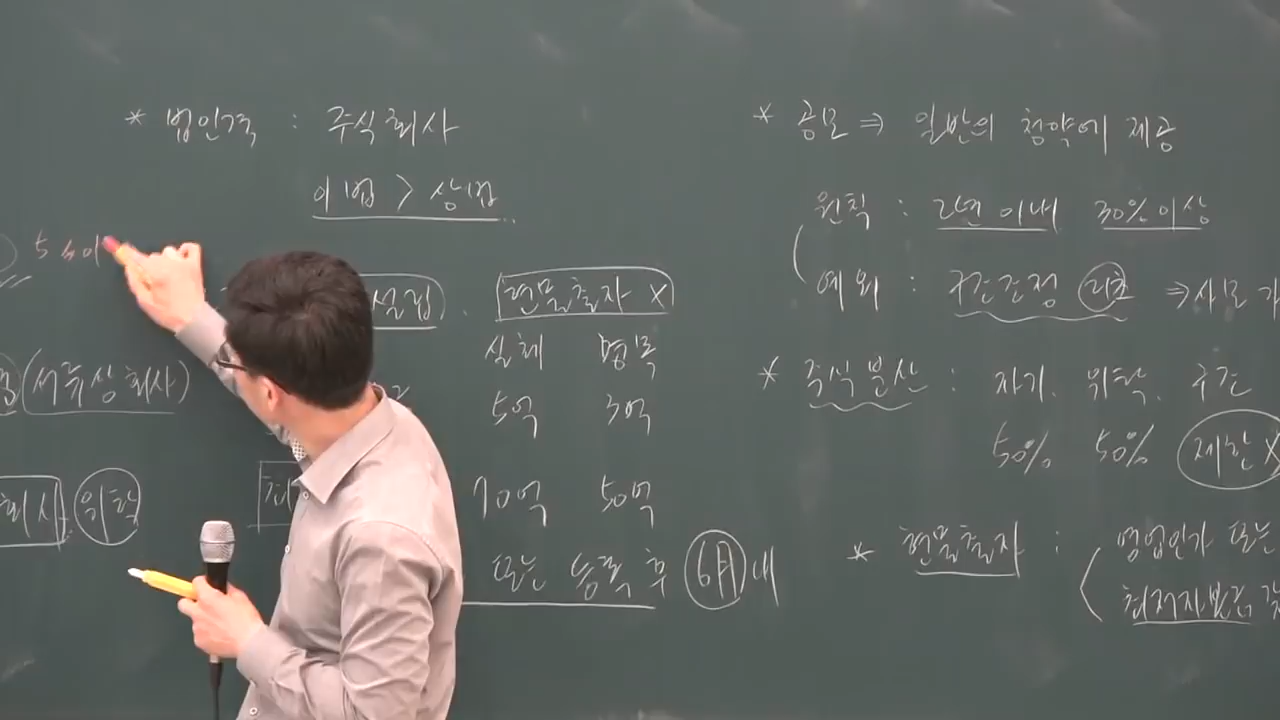 * 법인격 : 주식회사
이 법 > 상법
5 인
설립
현물출자 X
(서류상회사)
실체 명목
5억 3억
회사 위탁
70억 50억
또는 등록 후 6月 내
* 공모 ⇒ 일반의 청약에 제공
원칙 : 2년 이내 30% 이상
예외 : 구조조정 리츠 ⇒ 사모 가
* 주식 분산 : 자기. 위탁. 구조
50% 50% 제한 X
* 현물출자 : 영업인가 또는
최저자본금 갖